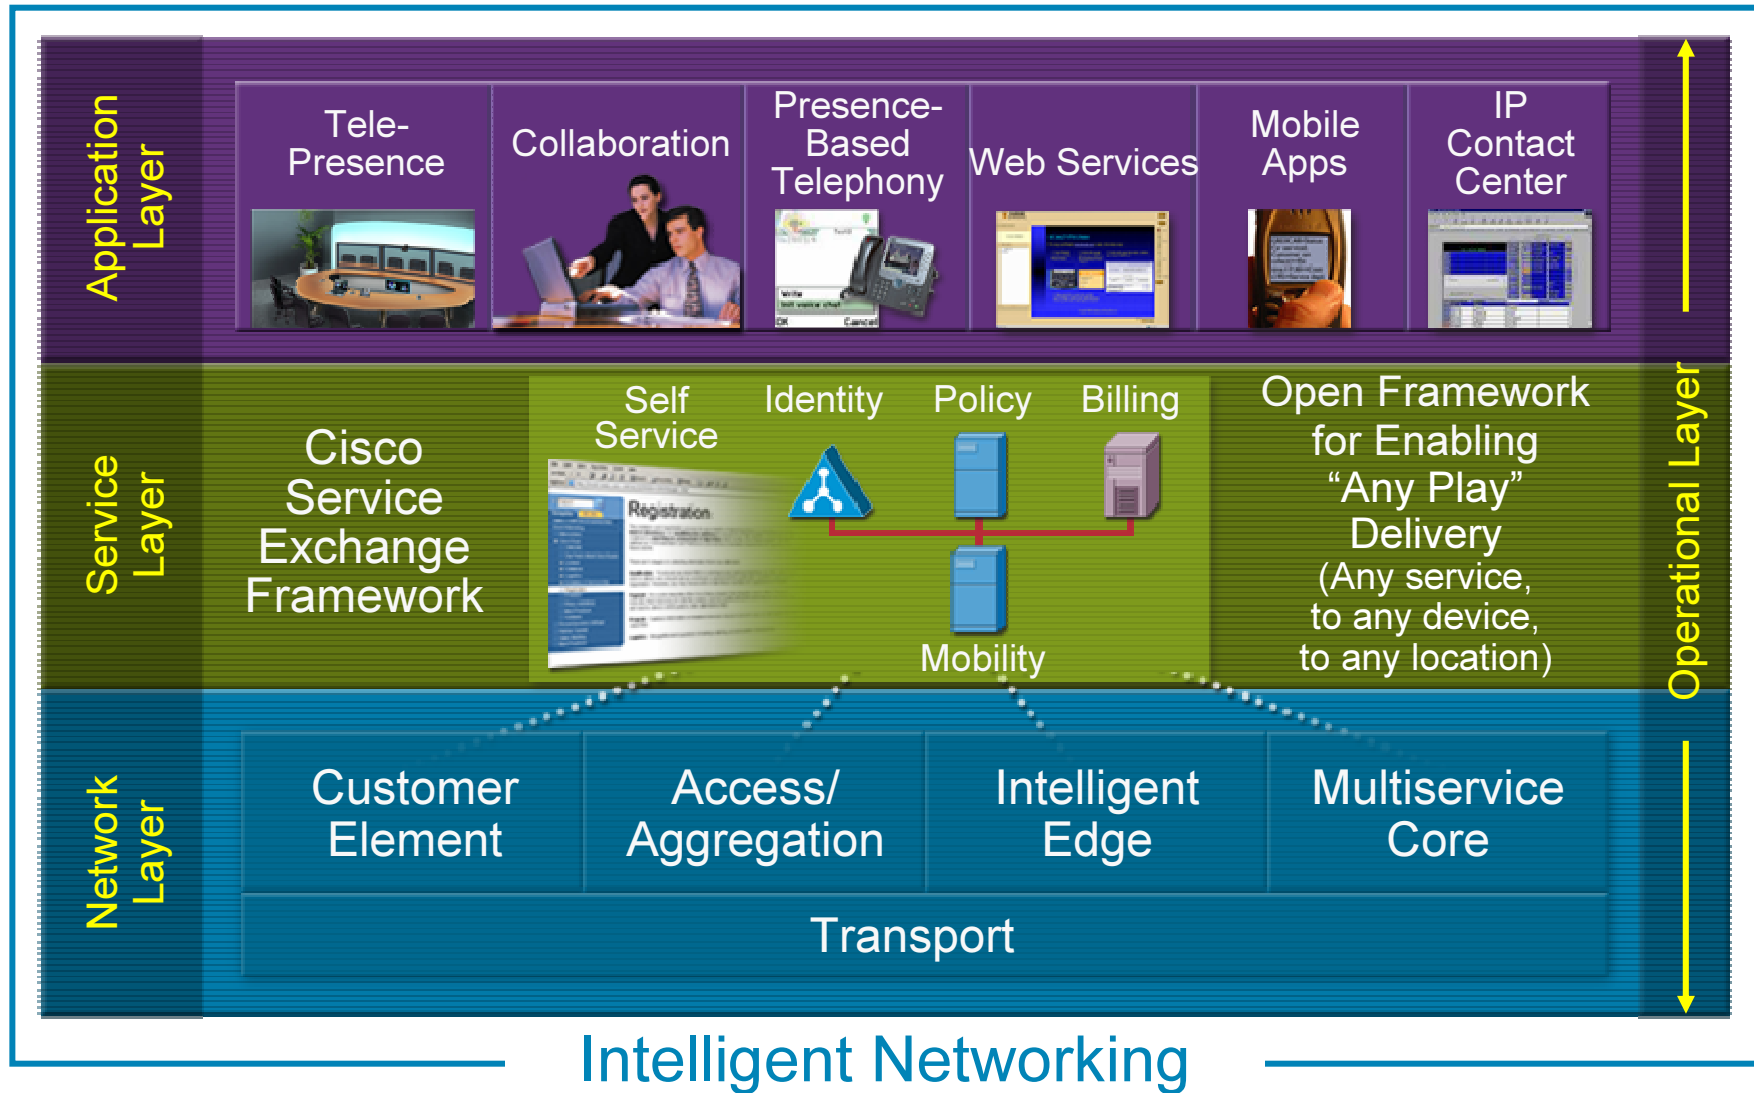 Application
Layer
Tele-
Presence
Collaboration
Presence-
Based
Telephony
Web Services
Mobile
Apps
IP
Contact
Center
Write
OK
Cancel
Service
Layer
Cisco
Service
Exchange
Framework
Self
Service
Registration
Identity
Policy
Billing
Mobility
Open Framework
for Enabling
“Any Play”
Delivery
(Any service,
to any device,
to any location)
Operational Layer
Network
Layer
Customer
Element
Access/
Aggregation
Intelligent
Edge
Multiservice
Core
Transport
Intelligent Networking